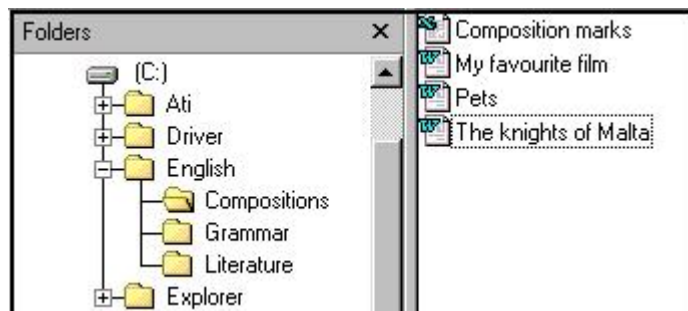 Folders
(C:)
Ati
Driver
English
Compositions
Grammar
Literature
Explorer
Composition marks
My favourite film
Pets
The knights of Malta